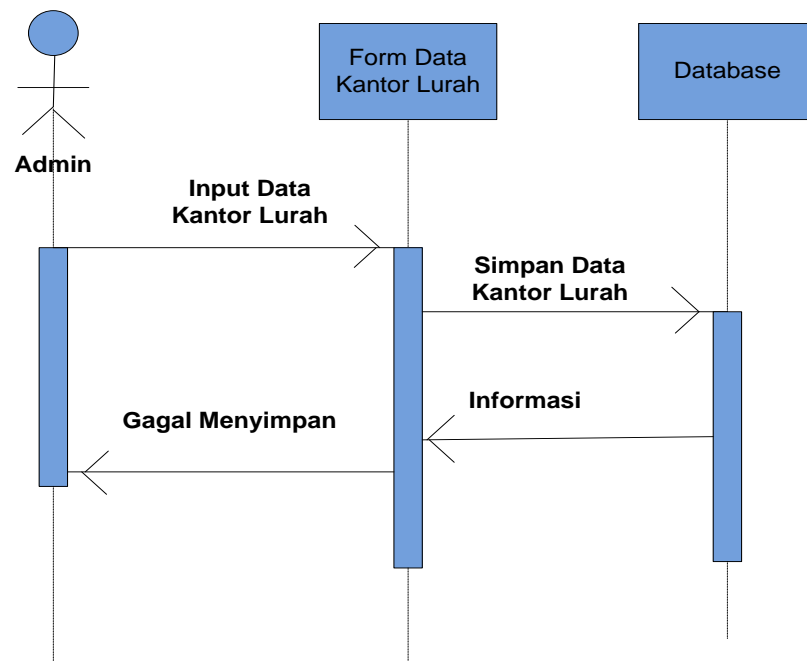 Form Data
Kantor Lurah
Database
Admin
Input Data
Kantor Lurah
Simpan Data
Kantor Lurah
Informasi
Gagal Menyimpan